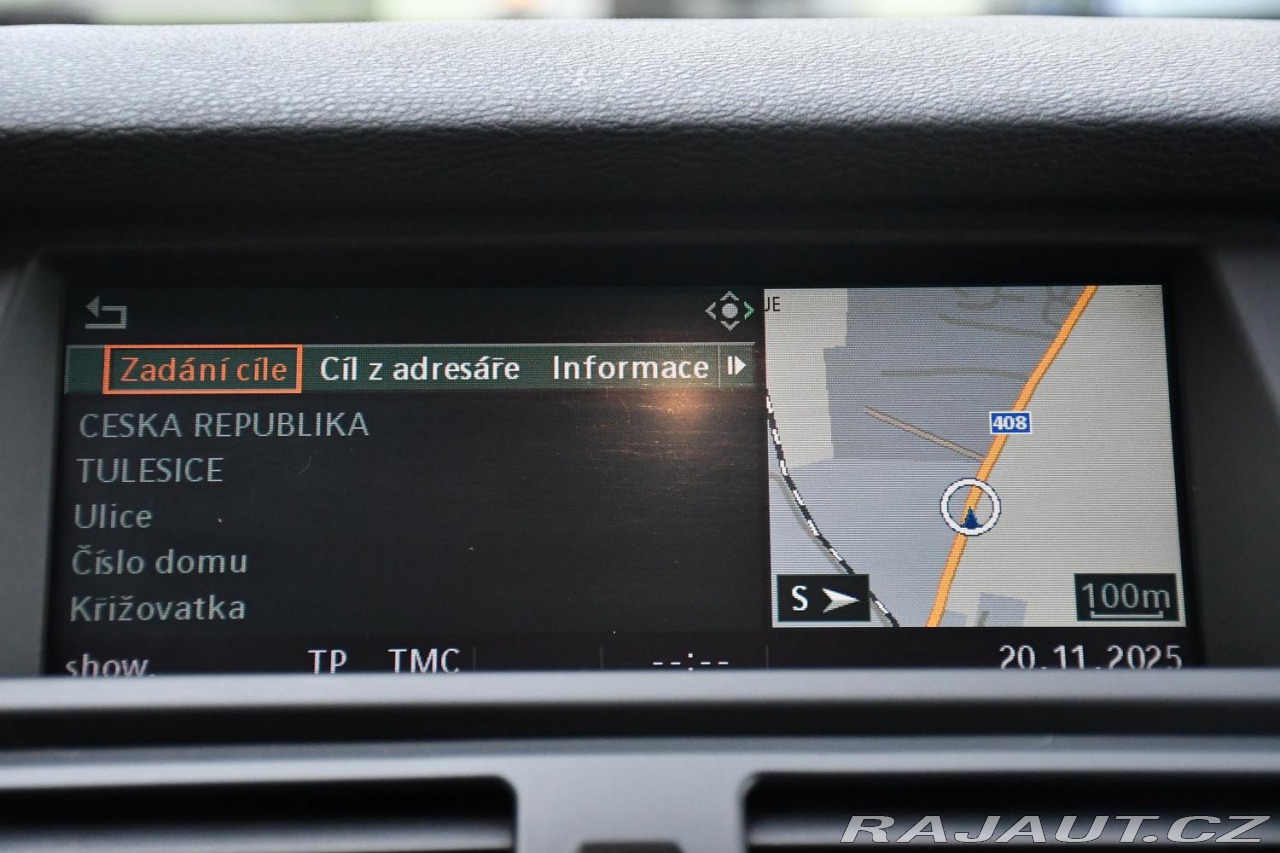 JE
Zadání cíle Cíl z adresáře Informace
CESKA REPUBLIKA
TULESICE
Ulice
Číslo domu
Křižovatka
408
S
100m
show. TP TMC --:-- 20.11.2025
RAJAUT.CZ